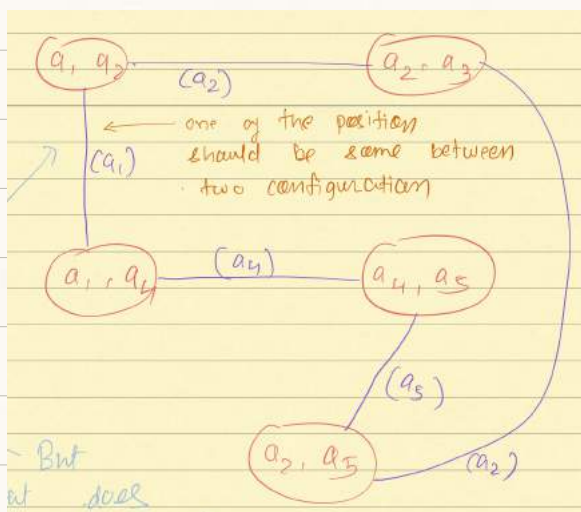 a₁ a₂
(a₂)
a₂, a₃
one of the position
should be same between
two configuration
(a₁)
a₁, a₄
(a₄)
a₄, a₅
(a₅)
a₂, a₅
(a₂)
But
at does